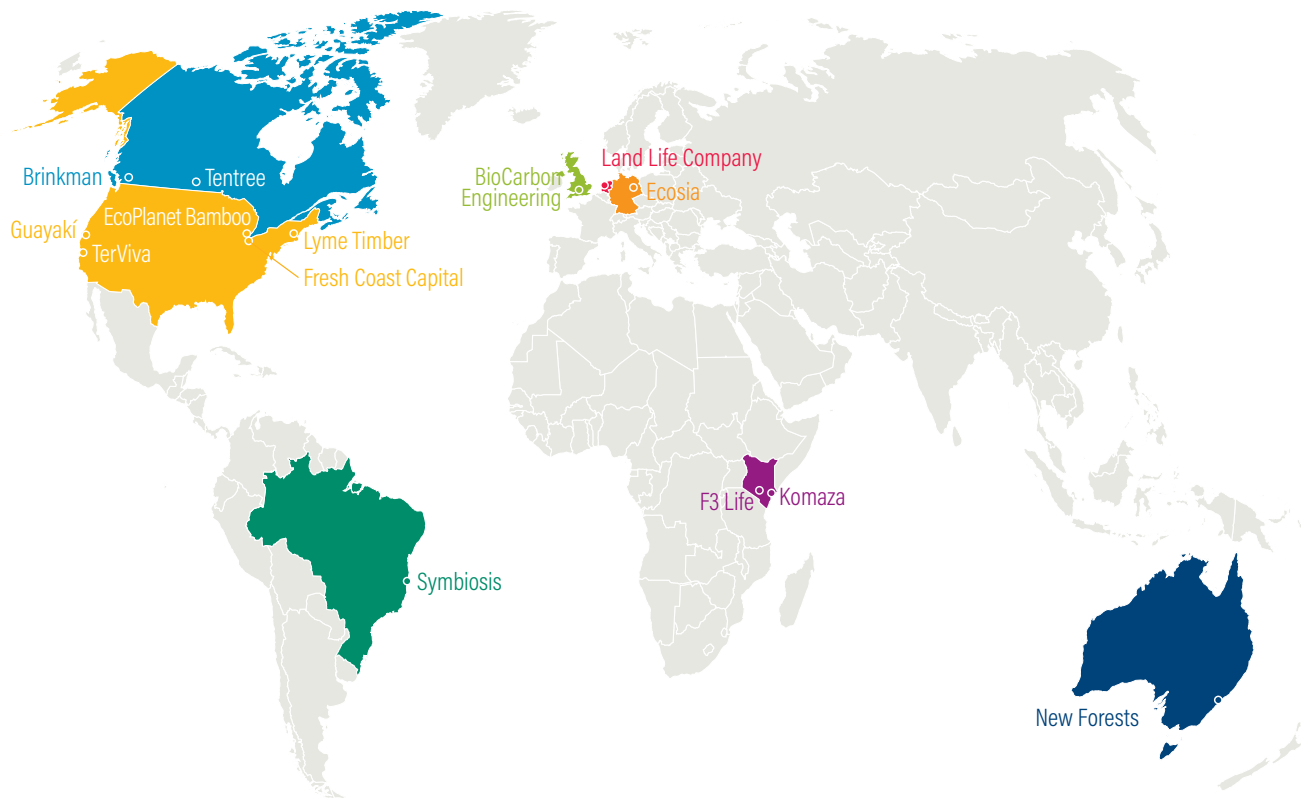 Land Life Company
BioCarbon
Engineering
Ecosia
Brinkman
Tentree
EcoPlanet Bamboo
Guayakí
TerViva
Lyme Timber
Fresh Coast Capital
F3 Life
Komaza
Symbiosis
New Forests